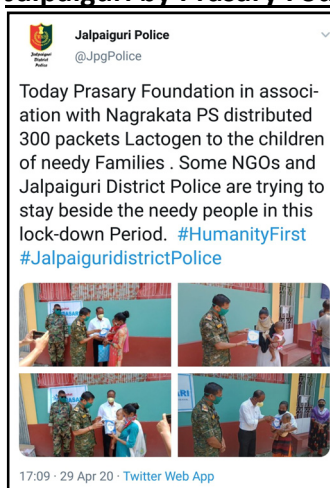 Jalpaiguri Police
@JpgPolice
Today Prasary Foundation in associ-
ation with Nagrakata PS distributed
300 packets Lactogen to the children
of needy Families . Some NGOs and
Jalpaiguri District Police are trying to
stay beside the needy people in this
lock-down Period. #HumanityFirst
#JalpaiguridistrictPolice
17:09 · 29 Apr 20 · Twitter Web App